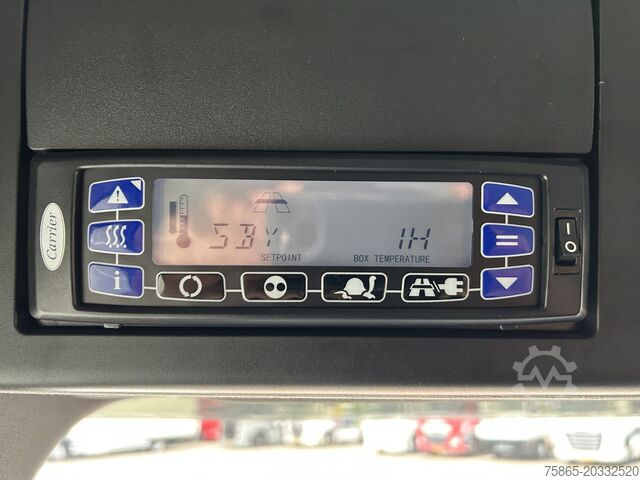 Carrier
SBY 1H
SETPOINT BOX TEMPERATURE
i
I
O
75865-20332520